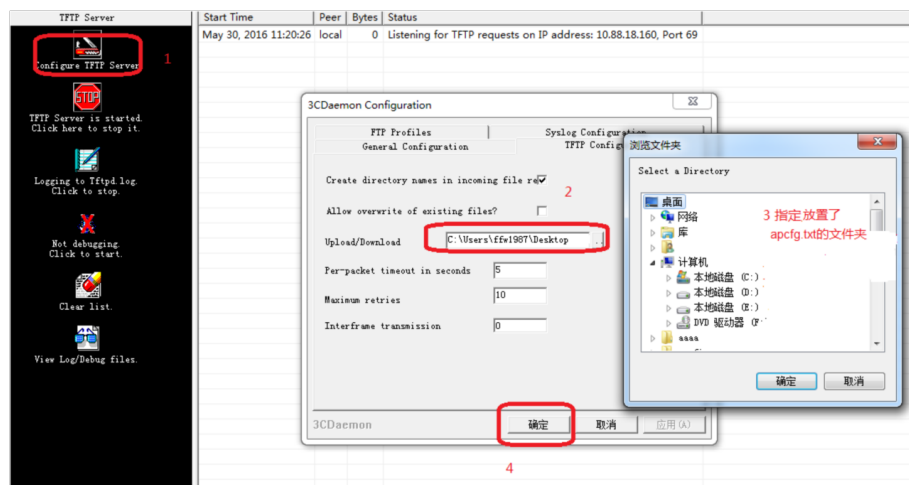 TFTP Server
Start Time
Peer
Bytes
Status
May 30, 2016 11:20:26
local
0
Listening for TFTP requests on IP address: 10.88.18.160, Port 69
Configure TFTP Server
1
TFTP Server is started.
Click here to stop it.
Logging to Tftpd.log.
Click to stop.
Not debugging.
Click to start.
Clear list.
View Log/Debug files.
3CDaemon Configuration
FTP Profiles
Syslog Configuration
General Configuration
TFTP Config
Create directory names in incoming file re
2
Allow overwrite of existing files?
Upload/Download
C:\Users\ffw1987\Desktop
Per-packet timeout in seconds
5
Maximum retries
10
Interframe transmission
0
3CDaemon
确定
取消
应用(A)
4
浏览文件夹
Select a Directory
桌面
网络
库
计算机
本地磁盘 (C:)
本地磁盘 (D:)
本地磁盘 (E:)
DVD 驱动器 (F:
aaaa
3 指定放置了
apcfg.txt的文件夹
确定
取消
STOP